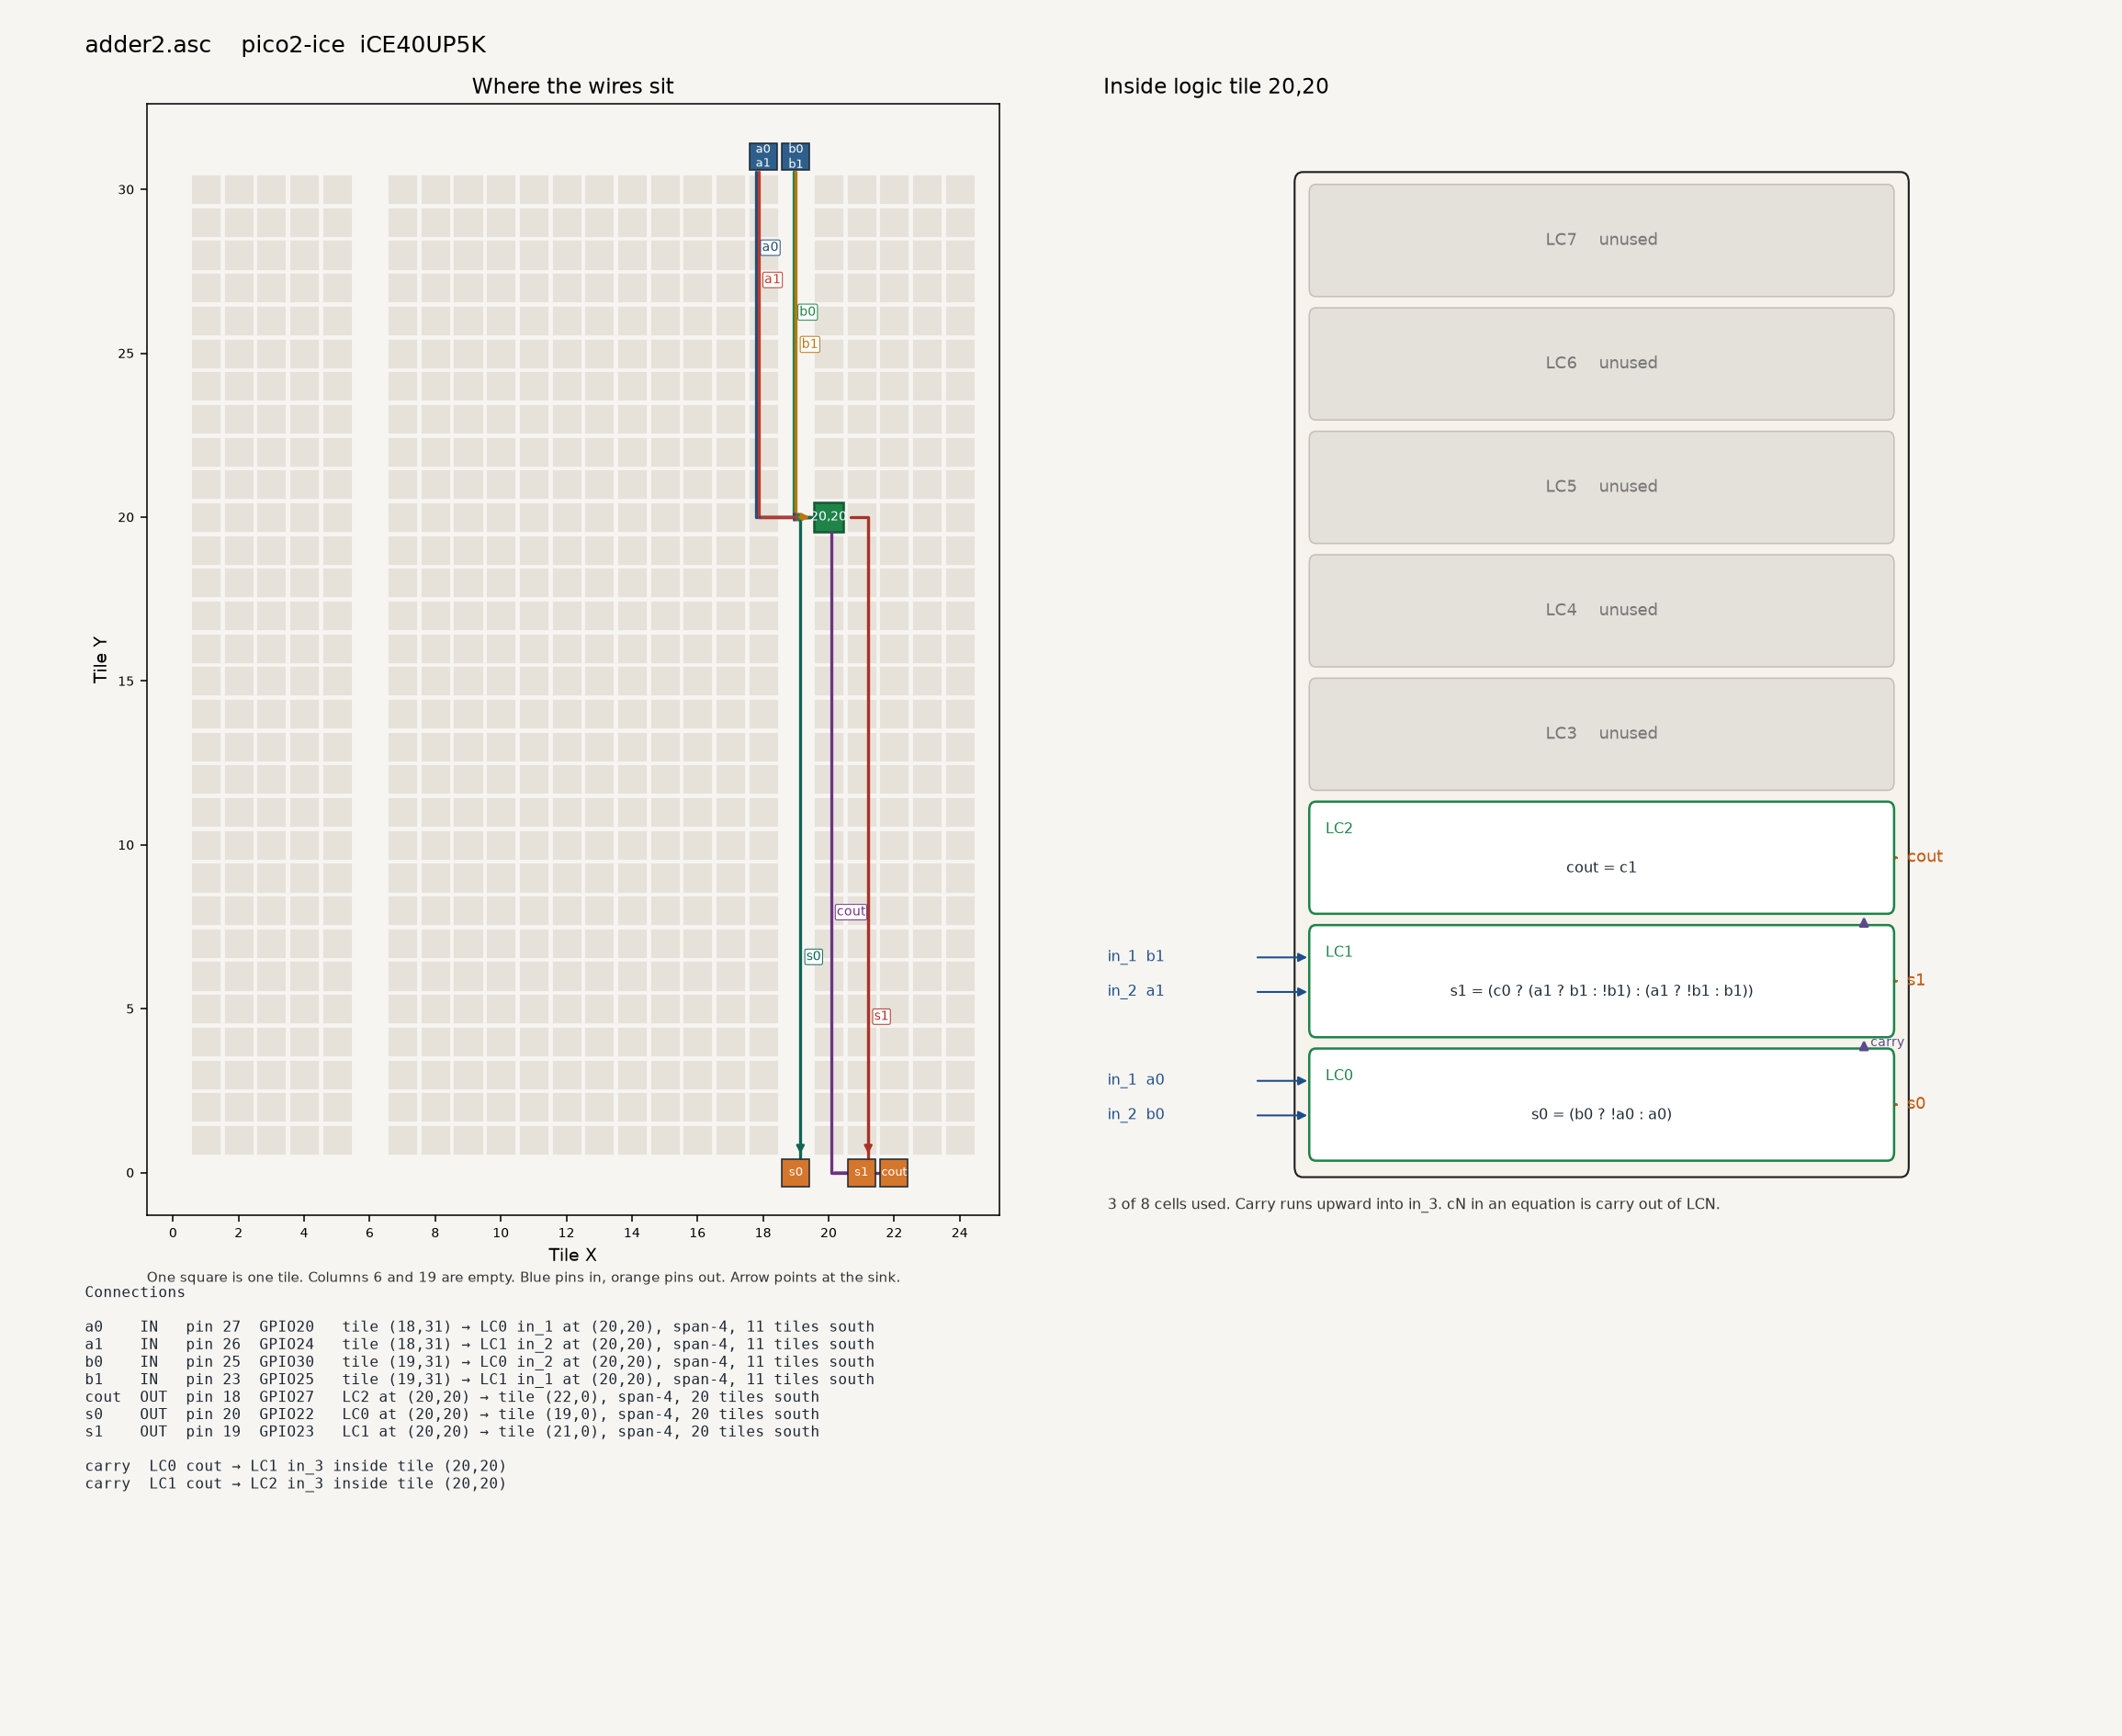 adder2.asc    pico2-ice  iCE40UP5K
Where the wires sit
Tile Y
30
25
20
15
10
5
0
a0
a1
b0
b1
a0
a1
b0
b1
20,20
cout
s0
s1
s0
s1
cout
0 2 4 6 8 10 12 14 16 18 20 22 24
Tile X
One square is one tile. Columns 6 and 19 are empty. Blue pins in, orange pins out. Arrow points at the sink.
Inside logic tile 20,20
LC7    unused
LC6    unused
LC5    unused
LC4    unused
LC3    unused
LC2
cout = c1
cout
in_1  b1
in_2  a1
LC1
s1 = (c0 ? (a1 ? b1 : !b1) : (a1 ? !b1 : b1))
s1
carry
in_1  a0
in_2  b0
LC0
s0 = (b0 ? !a0 : a0)
s0
3 of 8 cells used. Carry runs upward into in_3. cN in an equation is carry out of LCN.
Connections
a0    IN   pin 27  GPIO20   tile (18,31) → LC0 in_1 at (20,20), span-4, 11 tiles south
a1    IN   pin 26  GPIO24   tile (18,31) → LC1 in_2 at (20,20), span-4, 11 tiles south
b0    IN   pin 25  GPIO30   tile (19,31) → LC0 in_2 at (20,20), span-4, 11 tiles south
b1    IN   pin 23  GPIO25   tile (19,31) → LC1 in_1 at (20,20), span-4, 11 tiles south
cout  OUT  pin 18  GPIO27   LC2 at (20,20) → tile (22,0), span-4, 20 tiles south
s0    OUT  pin 20  GPIO22   LC0 at (20,20) → tile (19,0), span-4, 20 tiles south
s1    OUT  pin 19  GPIO23   LC1 at (20,20) → tile (21,0), span-4, 20 tiles south
carry  LC0 cout → LC1 in_3 inside tile (20,20)
carry  LC1 cout → LC2 in_3 inside tile (20,20)